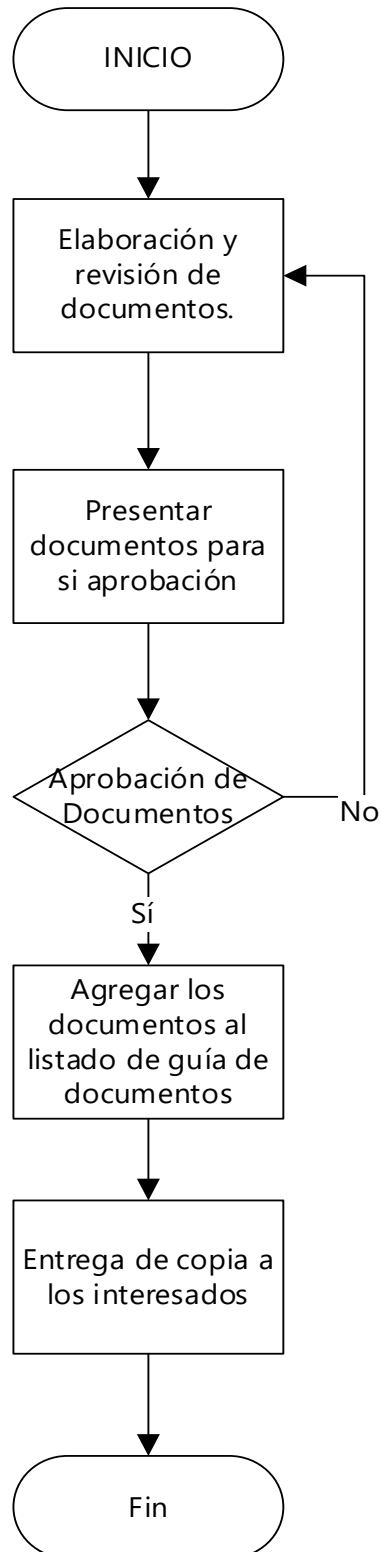 INICIO
Elaboración y
revisión de
documentos.
Presentar
documentos para
si aprobación
Aprobación de
Documentos
No
Sí
Agregar los
documentos al
listado de guía de
documentos
Entrega de copia a
los interesados
Fin